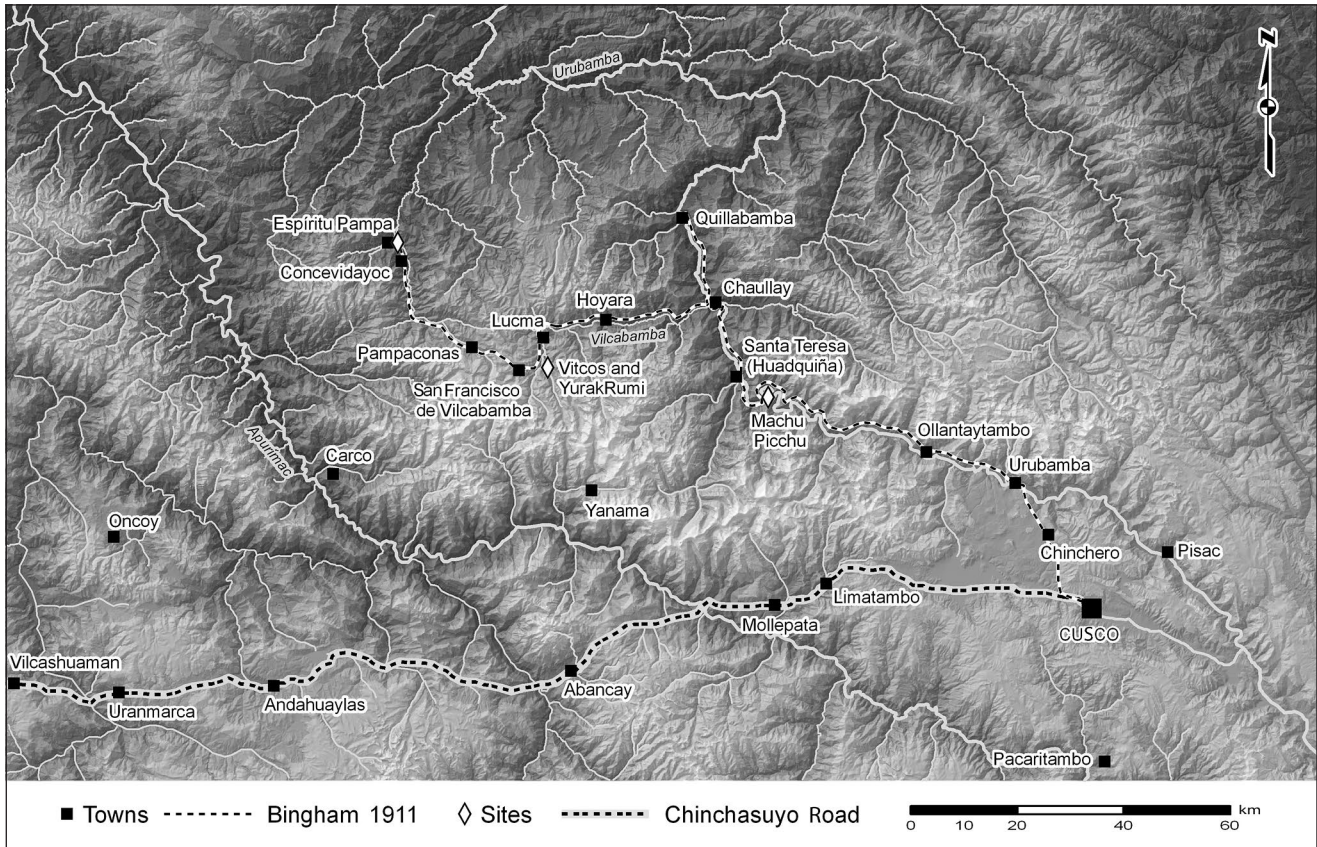 N
Urubamba
Quillabamba
Espíritu Pampa
Concevidayoc
Chaullay
Hoyara
Lucma
Vilcabamba
Pampaconas
Santa Teresa
(Huadquiña)
San Francisco
de Vilcabamba
Vitcos and
YurakRumi
Machu
Picchu
Ollantaytambo
Apurimac
Carco
Urubamba
Yanama
Oncoy
Chinchero
Pisac
Limatambo
Mollepata
CUSCO
Vilcashuaman
Abancay
Uranmarca
Andahuaylas
Pacaritambo
Towns
Bingham 1911
Sites
Chinchasuyo Road
km
0 10 20 40 60